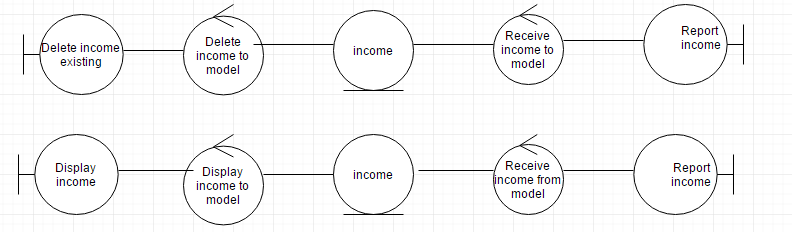 Delete income
existing
Delete
income to
model
income
Receive
income to
model
Report
income
Display
income
Display
income to
model
income
Receive
income from
model
Report
income